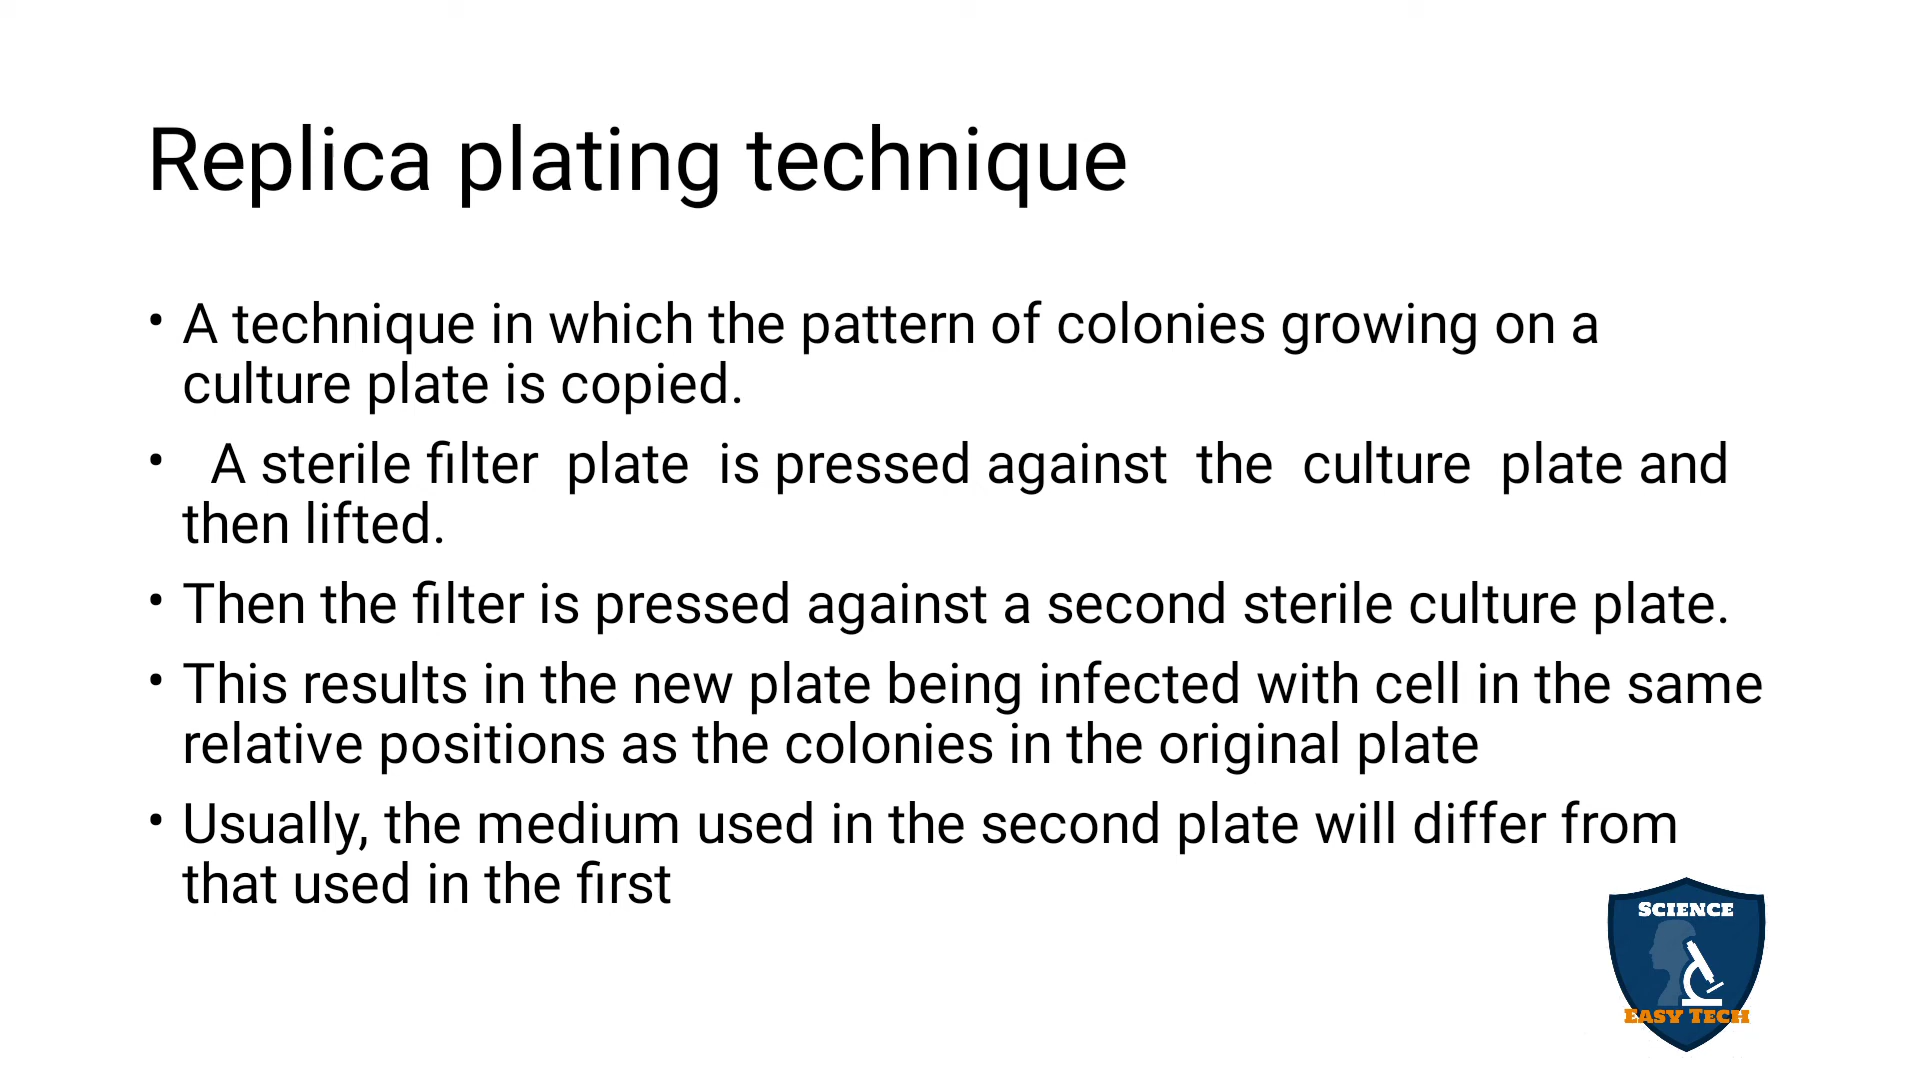 Replica plating technique
• A technique in which the pattern of colonies growing on a
culture plate is copied.
• A sterile filter plate is pressed against the culture plate and
then lifted.
• Then the filter is pressed against a second sterile culture plate.
• This results in the new plate being infected with cell in the same
relative positions as the colonies in the original plate
• Usually, the medium used in the second plate will differ from
that used in the first
SCIENCE
EASY TECH